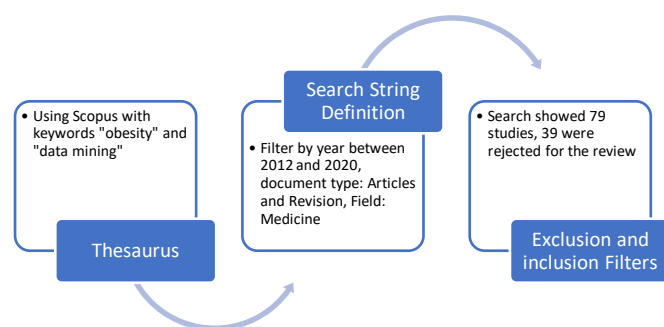 • Using Scopus with
keywords "obesity" and
"data mining"
Thesaurus
Search String
Definition
• Filter by year between
2012 and 2020,
document type: Articles
and Revision, Field:
Medicine
• Search showed 79
studies, 39 were
rejected for the review
Exclusion and
inclusion Filters